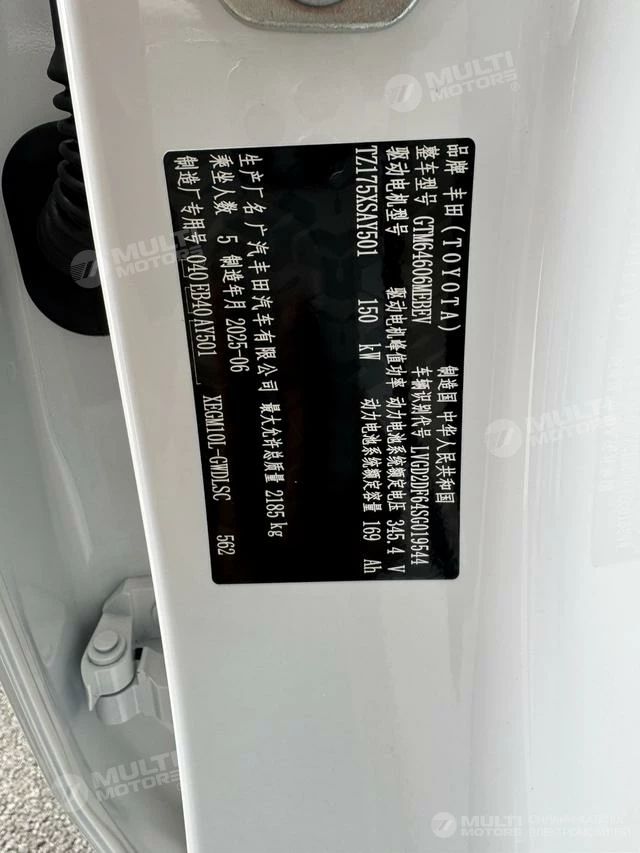 品牌 丰田(TOYOTA) 制造国 中华人民共和国
整车型号 GTM6460GMEBEV 车辆识别代号 LVGD2DF64SG019544
驱动电机型号 驱动电机峰值功率 动力电池系统额定电压 345.4 V
TZ175XSAY501 150 kW 动力电池系统额定容量 169 Ah
生产厂名 广汽丰田汽车有限公司 最大允许总质量 2185 kg
乘坐人数 5 制造年月 2025-06
制造厂专用号 040 EB40 AY501 XEGM10L-GWDLSC 562
MULTI MOTORS
MULTI MOTORS
MULTI MOTORS
MULTI MOTORS
MULTI MOTORS